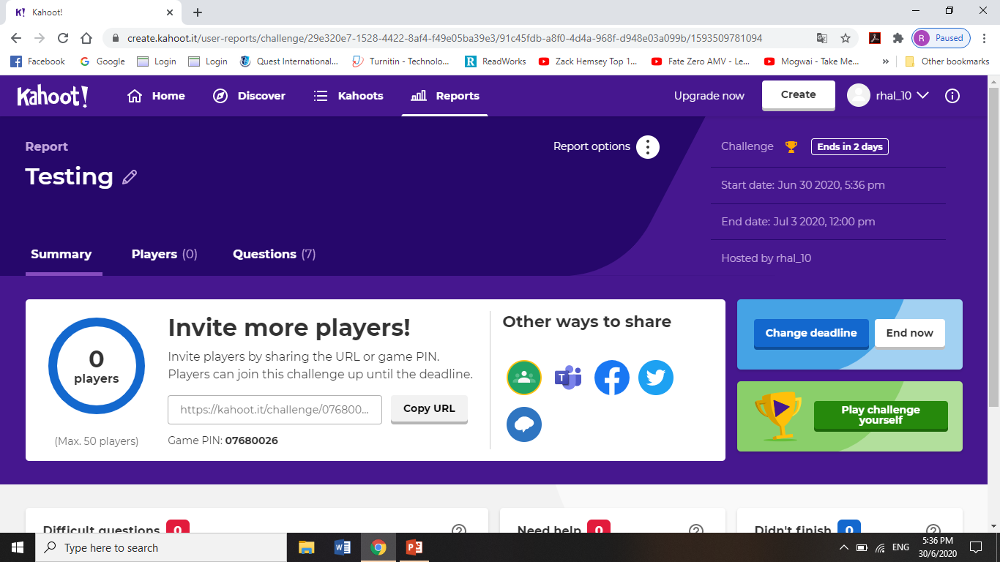 Kahoot!
create.kahoot.it/user-reports/challenge/29e320e7-1528-4422-8af4-f49e05ba39e3/91c45fdb-a8f0-4d4a-968f-d948e03a099b/1593509781094
R Paused
Facebook Google Login Login Quest International... Turnitin - Technolo... ReadWorks Zack Hemsey Top 1... Fate Zero AMV - Le... Mogwai - Take Me... » Other bookmarks
Kahoot! Home Discover Kahoots Reports Upgrade now Create rhal_10
Report
Testing
Report options
Challenge Ends in 2 days
Start date: Jun 30 2020, 5:36 pm
End date: Jul 3 2020, 12:00 pm
Hosted by rhal_10
Summary Players (0) Questions (7)
0
players
(Max. 50 players)
Invite more players!
Invite players by sharing the URL or game PIN.
Players can join this challenge up until the deadline.
https://kahoot.it/challenge/076800... Copy URL
Game PIN: 07680026
Other ways to share
Change deadline End now
Play challenge
yourself
Difficult questions 0 Need help 0 Didn't finish 0
Type here to search
ENG
5:36 PM
30/6/2020